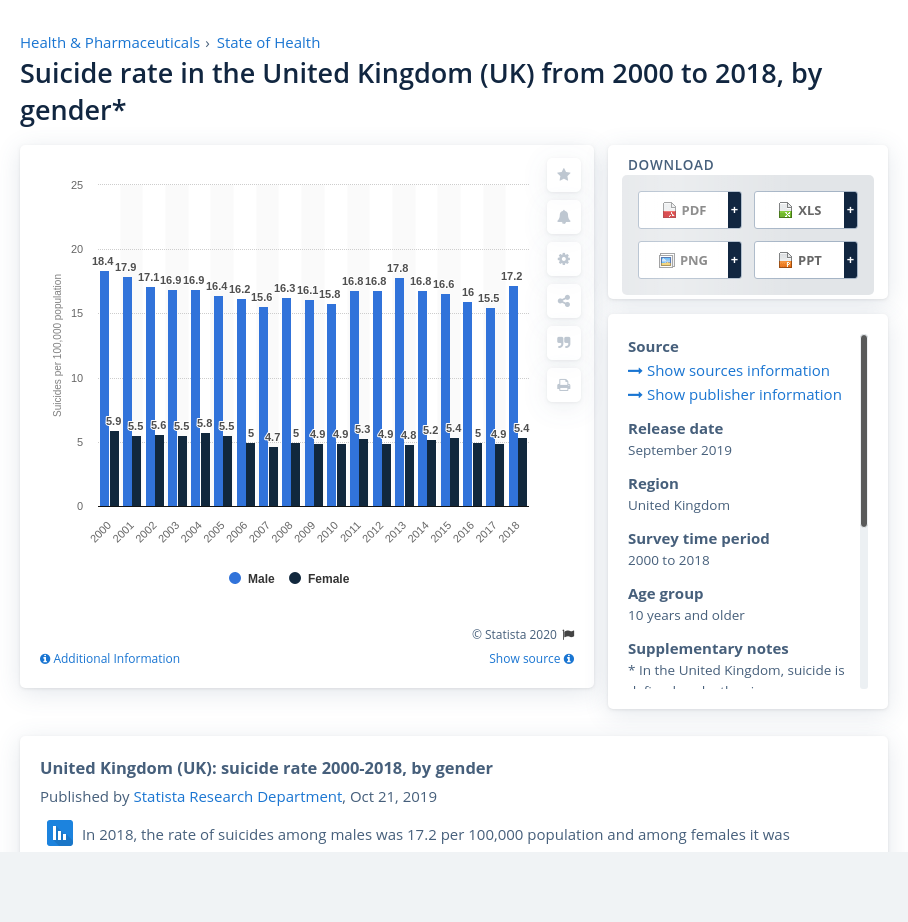 Health & Pharmaceuticals › State of Health
Suicide rate in the United Kingdom (UK) from 2000 to 2018, by
gender*
25
20
15
10
5
0
Suicides per 100,000 population
18.4 17.9 17.1 16.9 16.9 16.4 16.2 15.6 16.3 16.1 15.8 16.8 16.8 17.8 16.8 16.6 16 15.5 17.2
5.9 5.5 5.6 5.5 5.8 5.5 5 4.7 5 4.9 4.9 5.3 4.9 4.8 5.2 5.4 5 4.9 5.4
2000 2001 2002 2003 2004 2005 2006 2007 2008 2009 2010 2011 2012 2013 2014 2015 2016 2017 2018
Male Female
© Statista 2020
Additional Information
Show source
DOWNLOAD
PDF + XLS +
PNG + PPT +
Source
Show sources information
Show publisher information
Release date
September 2019
Region
United Kingdom
Survey time period
2000 to 2018
Age group
10 years and older
Supplementary notes
* In the United Kingdom, suicide is
United Kingdom (UK): suicide rate 2000-2018, by gender
Published by Statista Research Department, Oct 21, 2019
In 2018, the rate of suicides among males was 17.2 per 100,000 population and among females it was